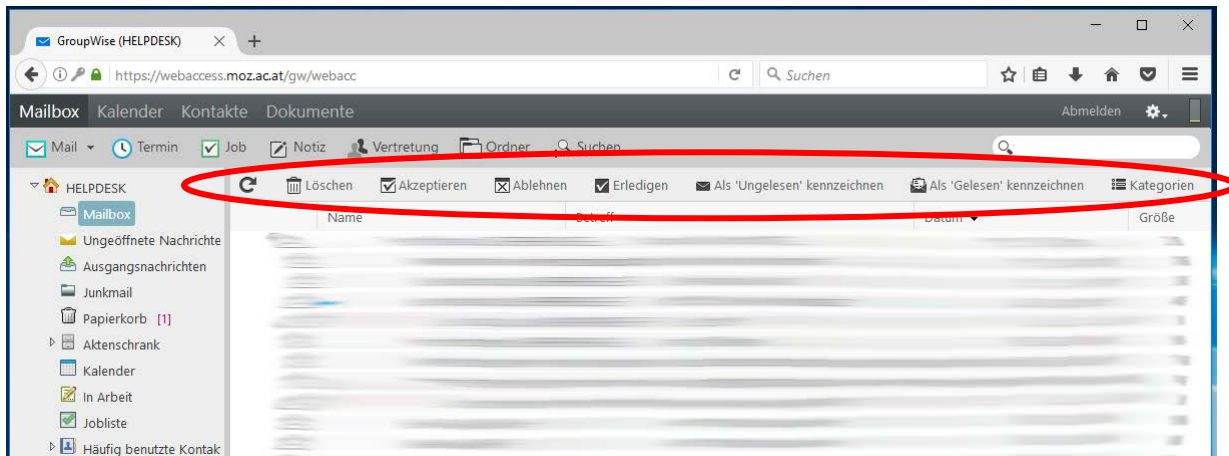 GroupWise (HELPDESK)
https://webaccess.moz.ac.at/gw/webacc Suchen
Mailbox Kalender Kontakte Dokumente Abmelden
Mail Termin Job Notiz Vertretung Ordner Suchen
HELPDESK Löschen Akzeptieren Ablehnen Erledigen Als 'Ungelesen' kennzeichnen Als 'Gelesen' kennzeichnen Kategorien
Mailbox Name Betreff Datum Größe
Ungeöffnete Nachrichte
Ausgangsnachrichten
Junkmail
Papierkorb [1]
Aktenschrank
Kalender
In Arbeit
Jobliste
Häufig benutzte Kontak